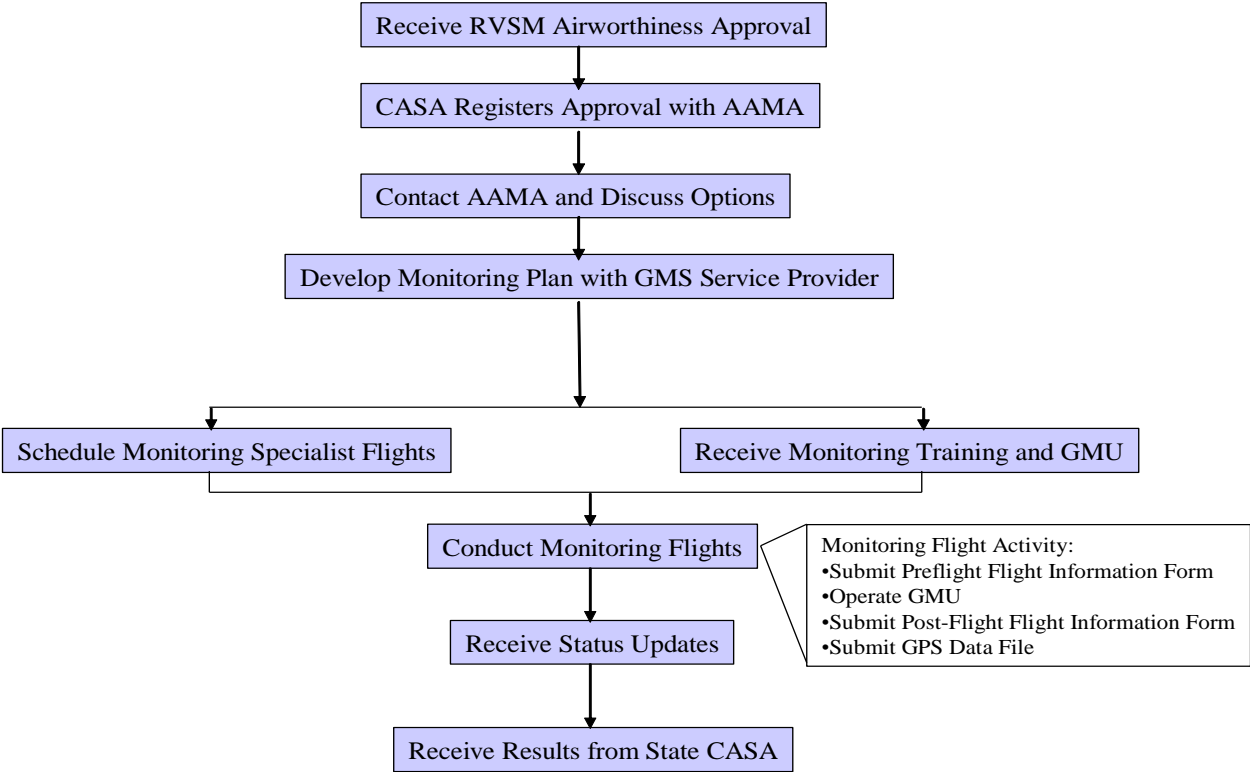 Receive RVSM Airworthiness Approval
CASA Registers Approval with AAMA
Contact AAMA and Discuss Options
Develop Monitoring Plan with GMS Service Provider
Schedule Monitoring Specialist Flights
Receive Monitoring Training and GMU
Conduct Monitoring Flights
Monitoring Flight Activity:
•Submit Preflight Flight Information Form
•Operate GMU
•Submit Post-Flight Flight Information Form
•Submit GPS Data File
Receive Status Updates
Receive Results from State CASA